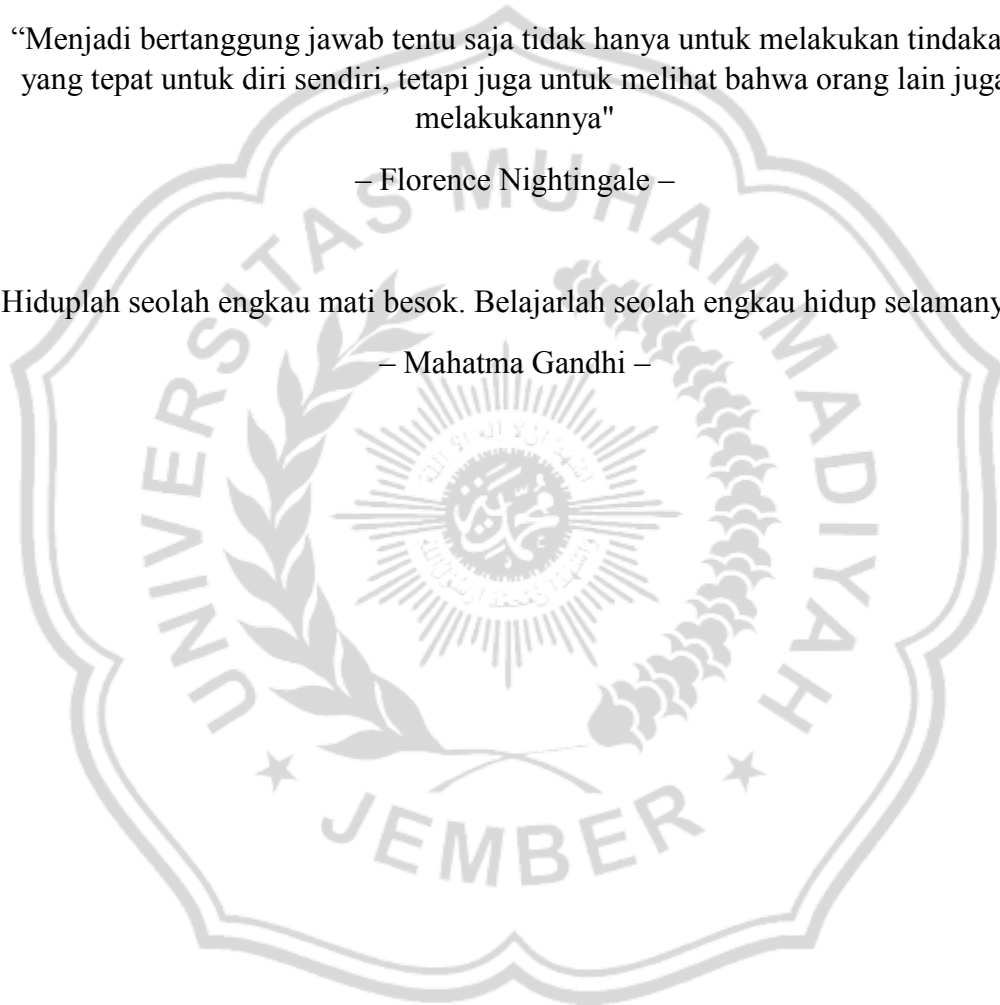 “Menjadi bertanggung jawab tentu saja tidak hanya untuk melakukan tindaka
yang tepat untuk diri sendiri, tetapi juga untuk melihat bahwa orang lain juga
melakukannya"
– Florence Nightingale –
Hiduplah seolah engkau mati besok. Belajarlah seolah engkau hidup selamany
– Mahatma Gandhi –
UNIVERSITAS MUHAMMADIYAH
JEMBER